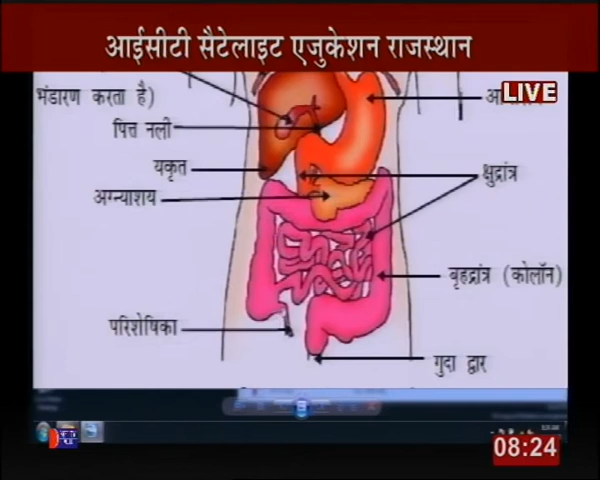 आईसीटी सैटेलाइट एजुकेशन राजस्थान
LIVE
भंडारण करता है)
पित्त नली
यकृत
क्षुद्रांत्र
अग्न्याशय
बृहद्रांत्र (कोलॉन)
परिशेषिका
गुदा द्वार
08:24